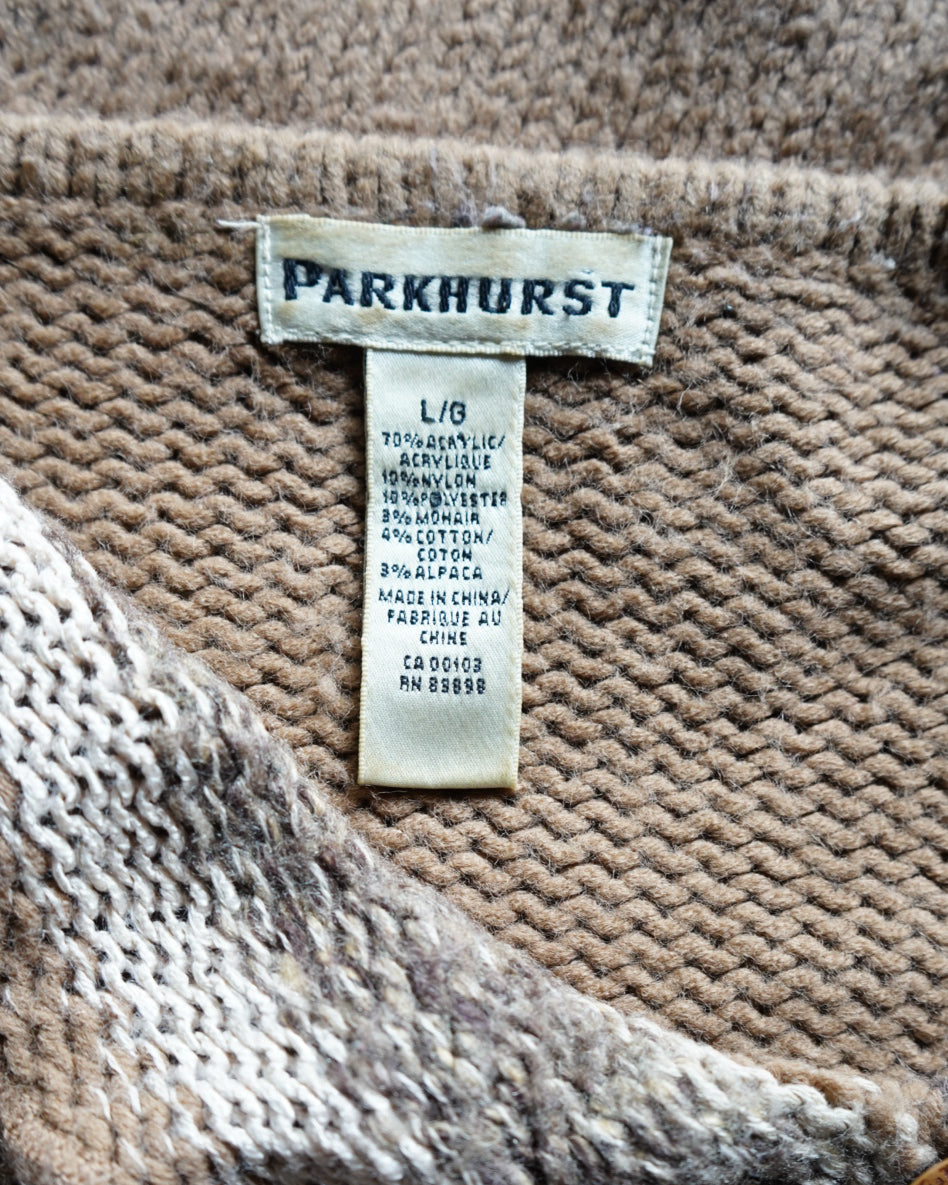 PARKHURST
L/G
70% ACRYLIC/
ACRYLIQUE
10% NYLON
10% POLYESTER
3% MOHAIR
4% COTTON/
COTON
3% ALPACA
MADE IN CHINA/
FABRIQUE AU
CHINE
CA 00103
RN 83898